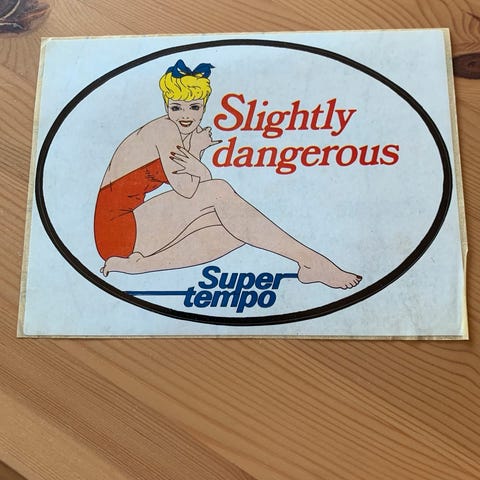 Slightly
dangerous
Super
tempo